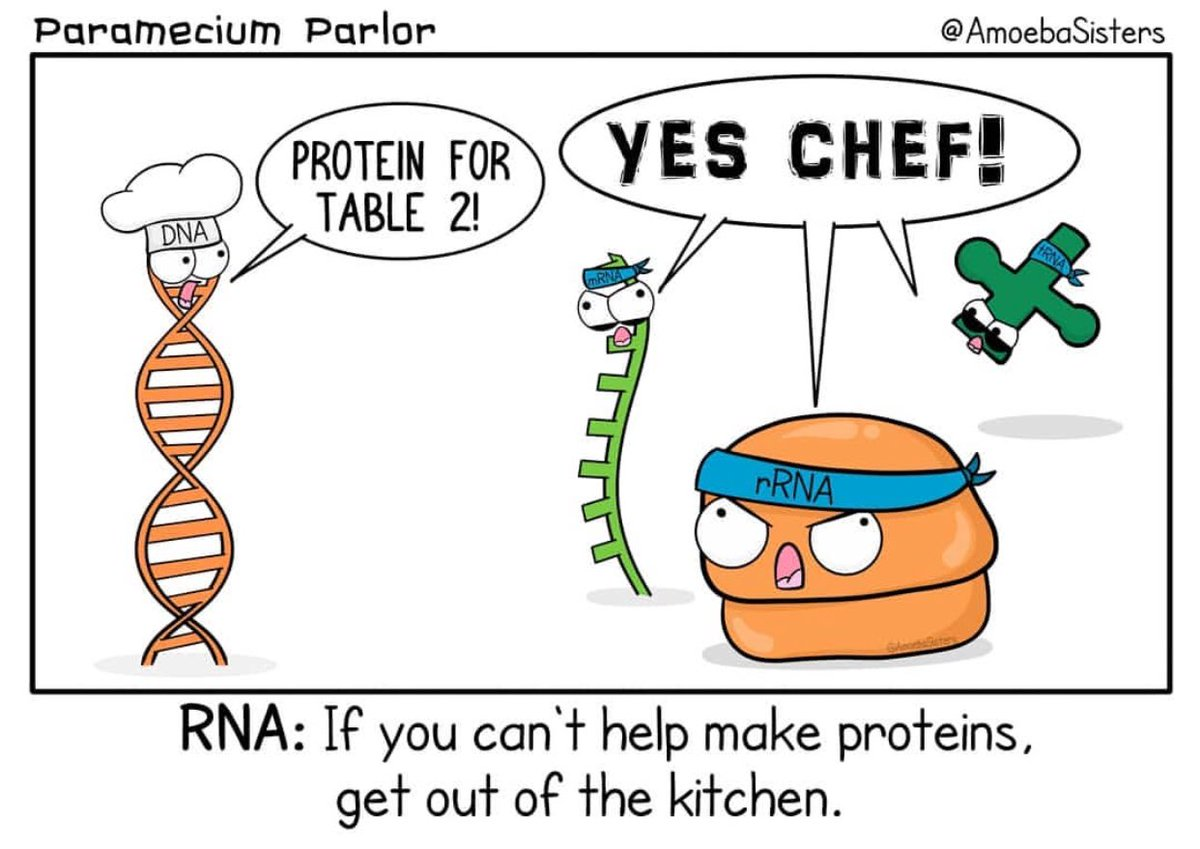 Paramecium Parlor
@AmoebaSisters
DNA
PROTEIN FOR
TABLE 2!
YES CHEF!
mRNA
tRNA
rRNA
@AmoebaSisters
RNA: If you can't help make proteins,
get out of the kitchen.